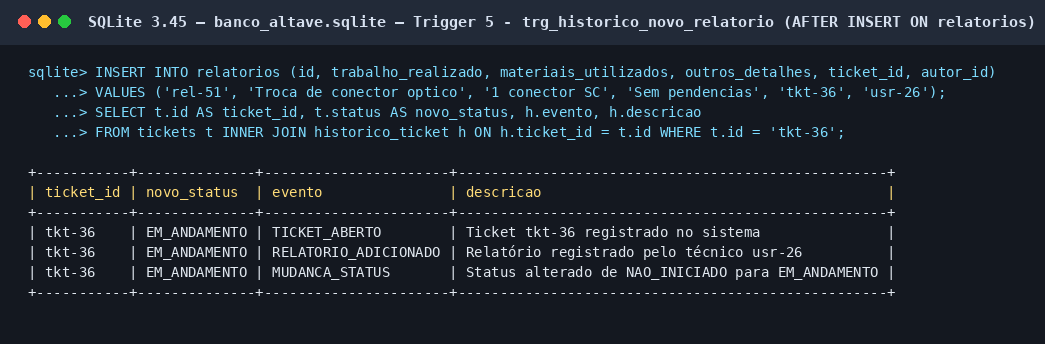 SQLite 3.45 — banco_altave.sqlite — Trigger 5 - trg_historico_novo_relatorio (AFTER INSERT ON relatorios)
sqlite> INSERT INTO relatorios (id, trabalho_realizado, materiais_utilizados, outros_detalhes, ticket_id, autor_id)
...> VALUES ('rel-51', 'Troca de conector optico', '1 conector SC', 'Sem pendencias', 'tkt-36', 'usr-26');
...> SELECT t.id AS ticket_id, t.status AS novo_status, h.evento, h.descricao
...> FROM tickets t INNER JOIN historico_ticket h ON h.ticket_id = t.id WHERE t.id = 'tkt-36';
+-----------+--------------+----------------------+---------------------------------------------------+
| ticket_id | novo_status  | evento               | descricao                                         |
+-----------+--------------+----------------------+---------------------------------------------------+
| tkt-36    | EM_ANDAMENTO | TICKET_ABERTO        | Ticket tkt-36 registrado no sistema               |
| tkt-36    | EM_ANDAMENTO | RELATORIO_ADICIONADO | Relatório registrado pelo técnico usr-26          |
| tkt-36    | EM_ANDAMENTO | MUDANCA_STATUS       | Status alterado de NAO_INICIADO para EM_ANDAMENTO |
+-----------+--------------+----------------------+---------------------------------------------------+